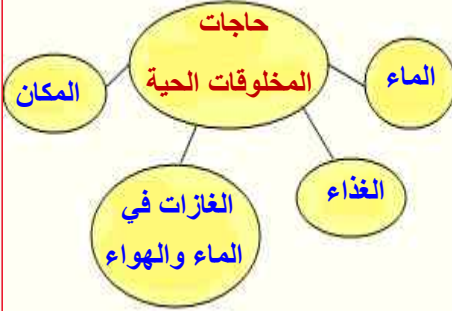 حاجات
المخلوقات الحية
الماء
المكان
الغذاء
الغازات في
الماء والهواء